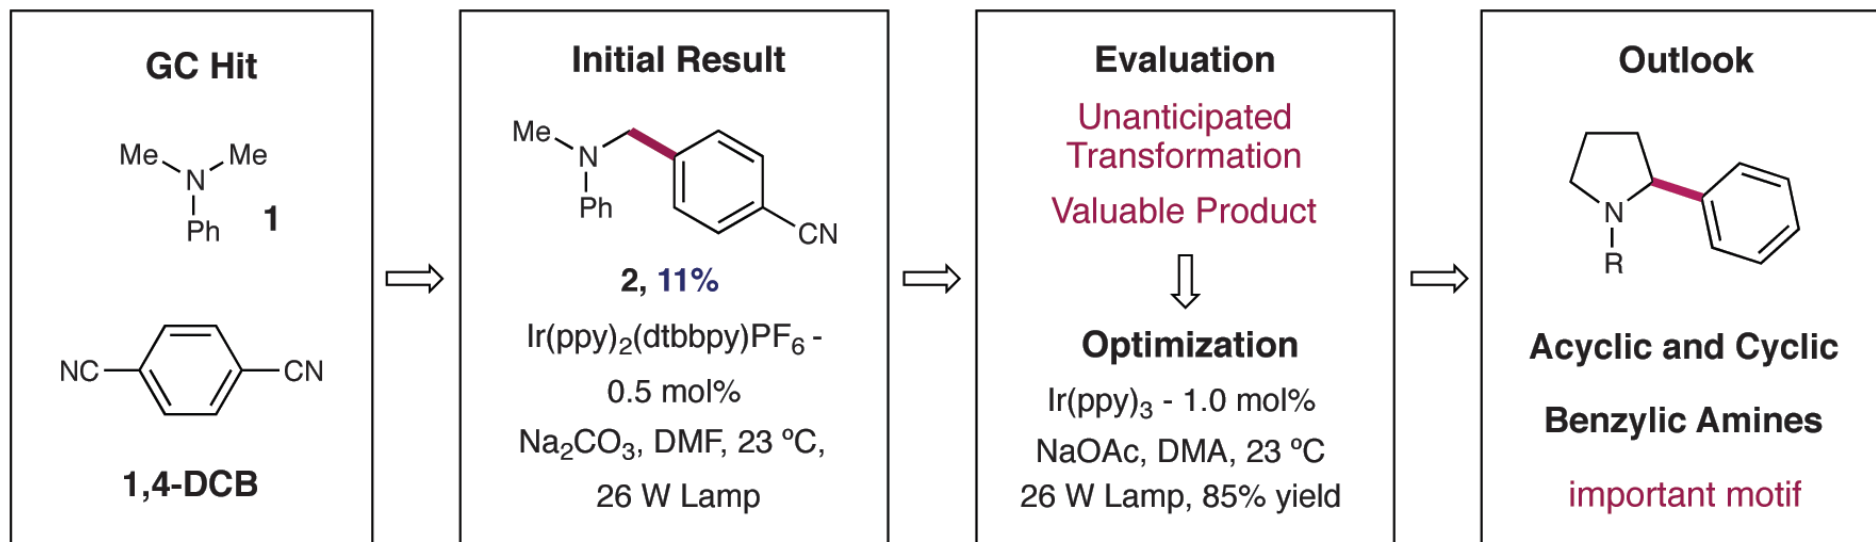 GC Hit
Me
Me
N
Ph
1
NC
CN
1,4-DCB
Initial Result
Me
N
Ph
CN
2, 11%
Ir(ppy)₂(dtbbpy)PF₆ -
0.5 mol%
Na₂CO₃, DMF, 23 ºC,
26 W Lamp
Evaluation
Unanticipated
Transformation
Valuable Product
Optimization
Ir(ppy)₃ - 1.0 mol%
NaOAc, DMA, 23 ºC
26 W Lamp, 85% yield
Outlook
N
R
Acyclic and Cyclic
Benzylic Amines
important motif